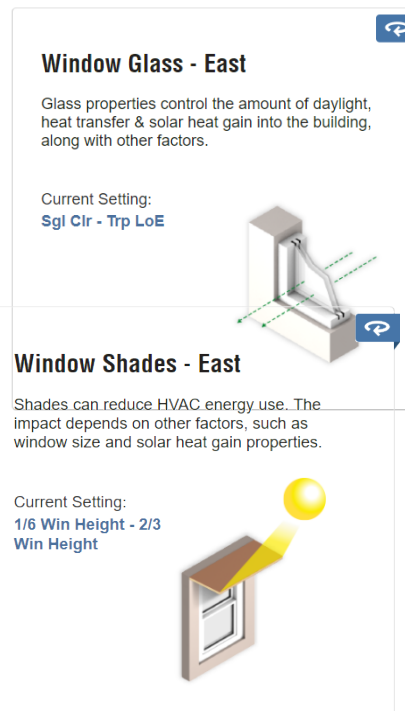 Window Glass - East
Glass properties control the amount of daylight,
heat transfer & solar heat gain into the building,
along with other factors.
Current Setting:
Sgl Clr - Trp LoE
Window Shades - East
Shades can reduce HVAC energy use. The
impact depends on other factors, such as
window size and solar heat gain properties.
Current Setting:
1/6 Win Height - 2/3
Win Height